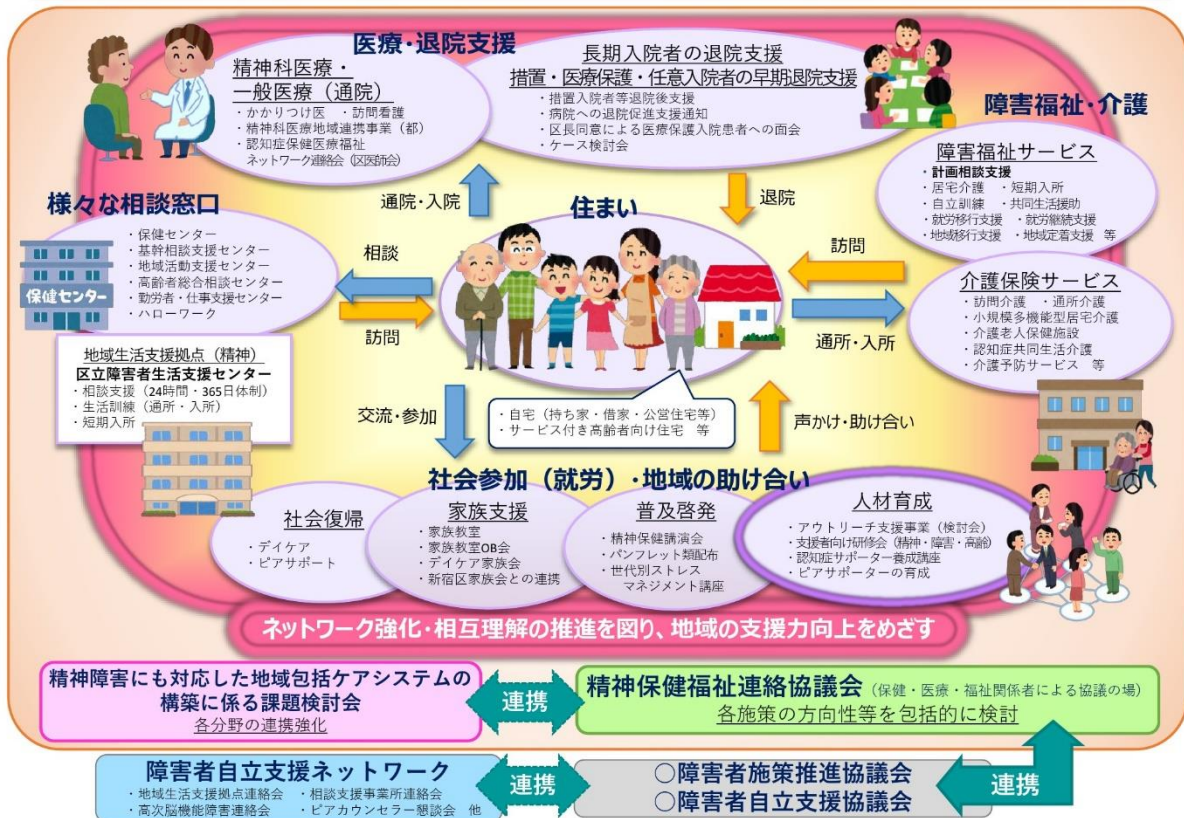 医療・退院支援
精神科医療・
一般医療（通院）
・かかりつけ医　・訪問看護
・精神科医療地域連携事業（都）
・認知症保健医療福祉
ネットワーク連絡会（区医師会）
長期入院者の退院支援
措置・医療保護・任意入院者の早期退院支援
・措置入院者等退院後支援
・病院への退院促進支援通知
・区長同意による医療保護入院患者への面会
・ケース検討会
障害福祉・介護
障害福祉サービス
・計画相談支援
・居宅介護　・短期入所
・自立訓練　・共同生活援助
・就労移行支援　・就労継続支援
・地域移行支援　・地域定着支援　等
介護保険サービス
・訪問介護　・通所介護
・小規模多機能型居宅介護
・介護老人保健施設
・認知症共同生活介護
・介護予防サービス　等
様々な相談窓口
・保健センター
・基幹相談支援センター
・地域活動支援センター
・高齢者総合相談センター
・勤労者・仕事支援センター
・ハローワーク
保健センター
地域生活支援拠点（精神）
区立障害者生活支援センター
・相談支援（24時間・365日体制）
・生活訓練（通所・入所）
・短期入所
通院・入院
退院
相談
訪問
住まい
訪問
通所・入所
交流・参加
声かけ・助け合い
・自宅（持ち家・借家・公営住宅等）
・サービス付き高齢者向け住宅　等
社会参加（就労）・地域の助け合い
社会復帰
・デイケア
・ピアサポート
家族支援
・家族教室
・家族教室OB会
・デイケア家族会
・新宿区家族会との連携
普及啓発
・精神保健講演会
・パンフレット類配布
・世代別ストレス
マネジメント講座
人材育成
・アウトリーチ支援事業（検討会）
・支援者向け研修会（精神・障害・高齢）
・認知症サポーター養成講座
・ピアサポーターの育成
ネットワーク強化・相互理解の推進を図り、地域の支援力向上をめざす
精神障害にも対応した地域包括ケアシステムの
構築に係る課題検討会
各分野の連携強化
連携
精神保健福祉連絡協議会（保健・医療・福祉関係者による協議の場）
各施策の方向性等を包括的に検討
障害者自立支援ネットワーク
・地域生活支援拠点連絡会　・相談支援事業所連絡会
・高次脳機能障害連絡会　・ピアカウンセラー懇談会　他
連携
○障害者施策推進協議会
○障害者自立支援協議会
連携